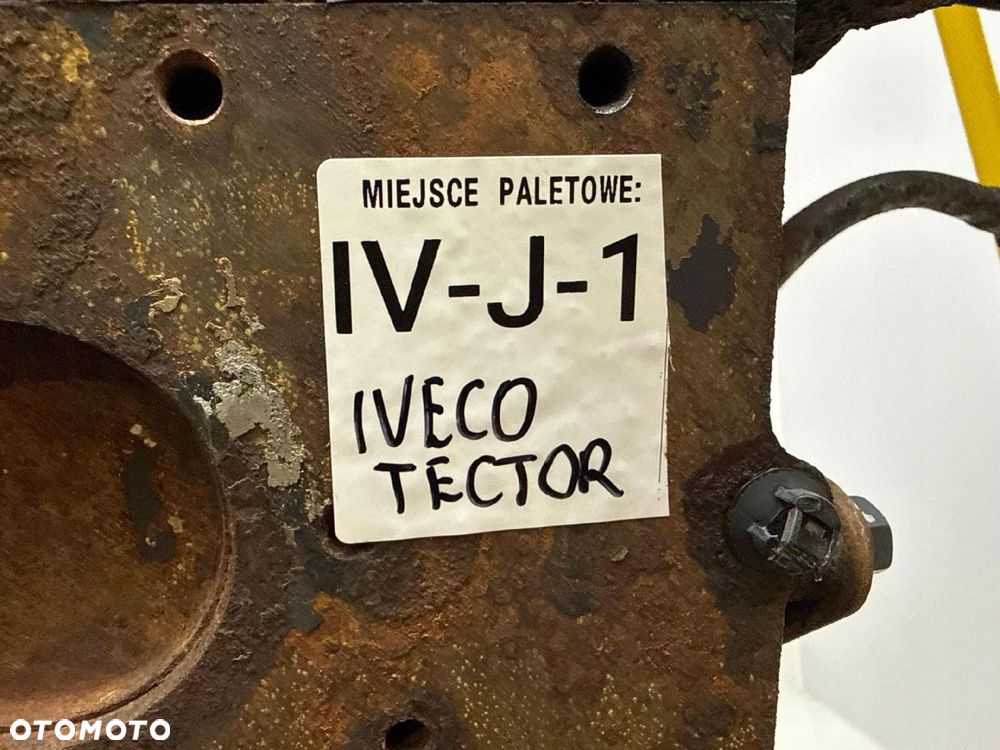 MIEJSCE PALETOWE:
IV-J-1
IVECO
TECTOR
OTOMOTO